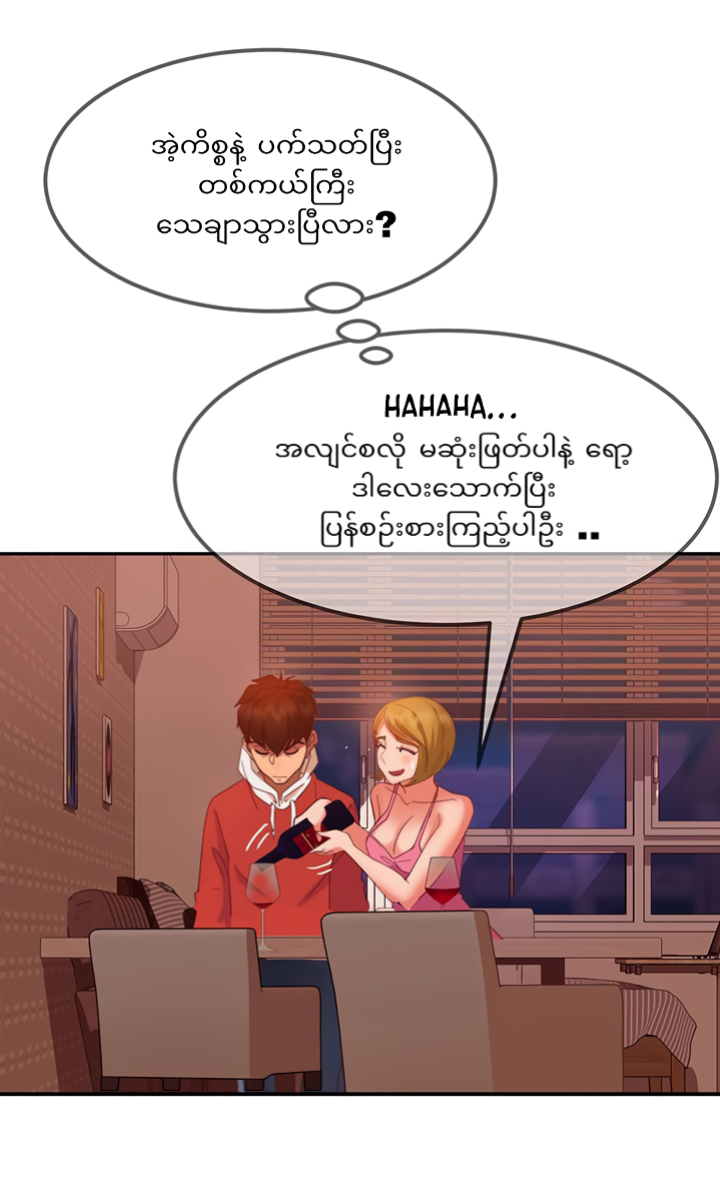 အဲ့ကိစ္စနဲ့ ပက်သတ်ပြီး
တစ်ကယ်ကြီး
သေချာသွားပြီလား?
HAHAHA...
အလျင်စလို မဆုံးဖြတ်ပါနဲ့ ရော့
ဒါလေးသောက်ပြီး
ပြန်စဉ်းစားကြည့်ပါဦး ..